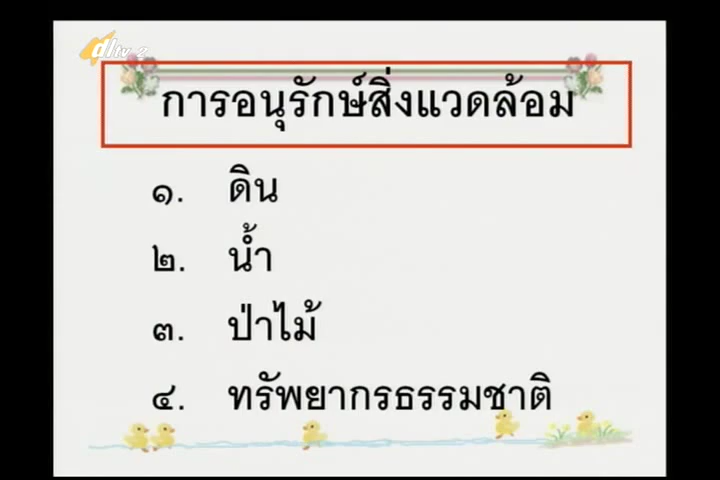 dltv 2
การอนุรักษ์สิ่งแวดล้อม
๑. ดิน
๒. น้ำ
๓. ป่าไม้
๔. ทรัพยากรธรรมชาติ